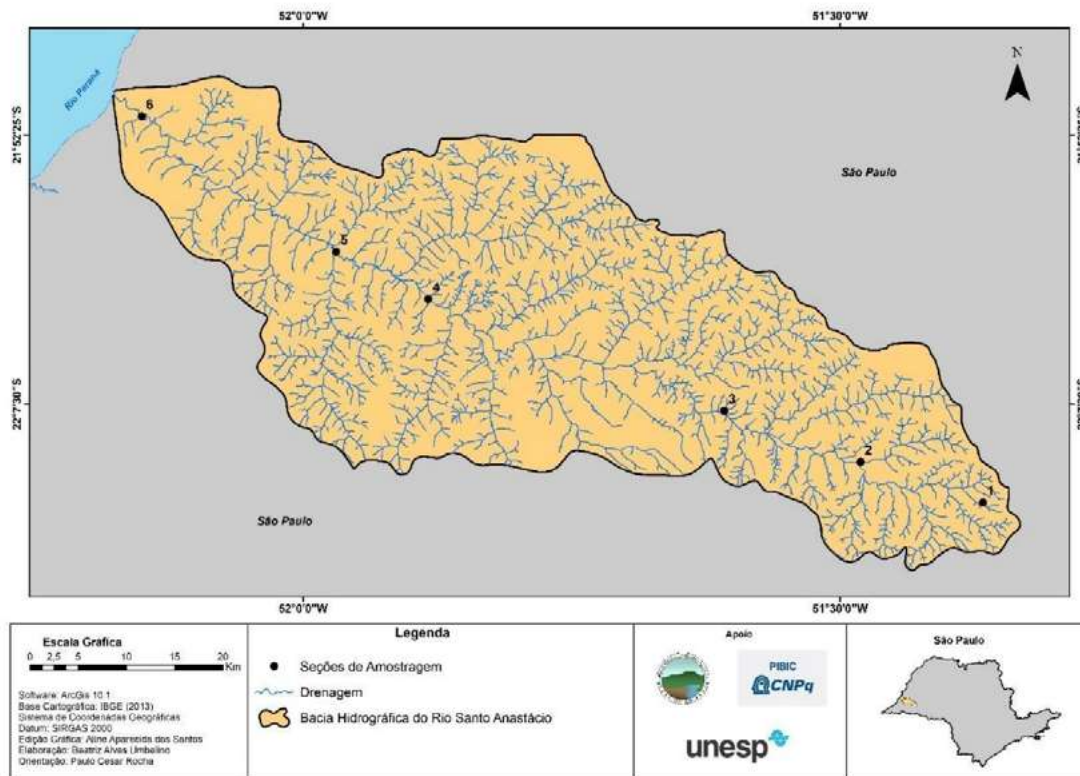 52°0'0"W
51°30'0"W
N
Rio Paraná
6
21°52'25"S
São Paulo
5
4
22°7'30"S
3
2
1
São Paulo
52°0'0"W
51°30'0"W
Escala Gráfica
0 2,5 5 10 15 20
Km
Software: ArcGis 10.1
Base Cartográfica: IBGE (2013)
Sistema de Coordenadas Geográficas
Datum: SIRGAS 2000
Edição Gráfica: Aline Aparecida dos Santos
Elaboração: Beatriz Alves Umbelino
Orientação: Paulo Cesar Rocha
Legenda
Seções de Amostragem
Drenagem
Bacia Hidrográfica do Rio Santo Anastácio
Apoio
PIBIC
CNPq
unesp
São Paulo